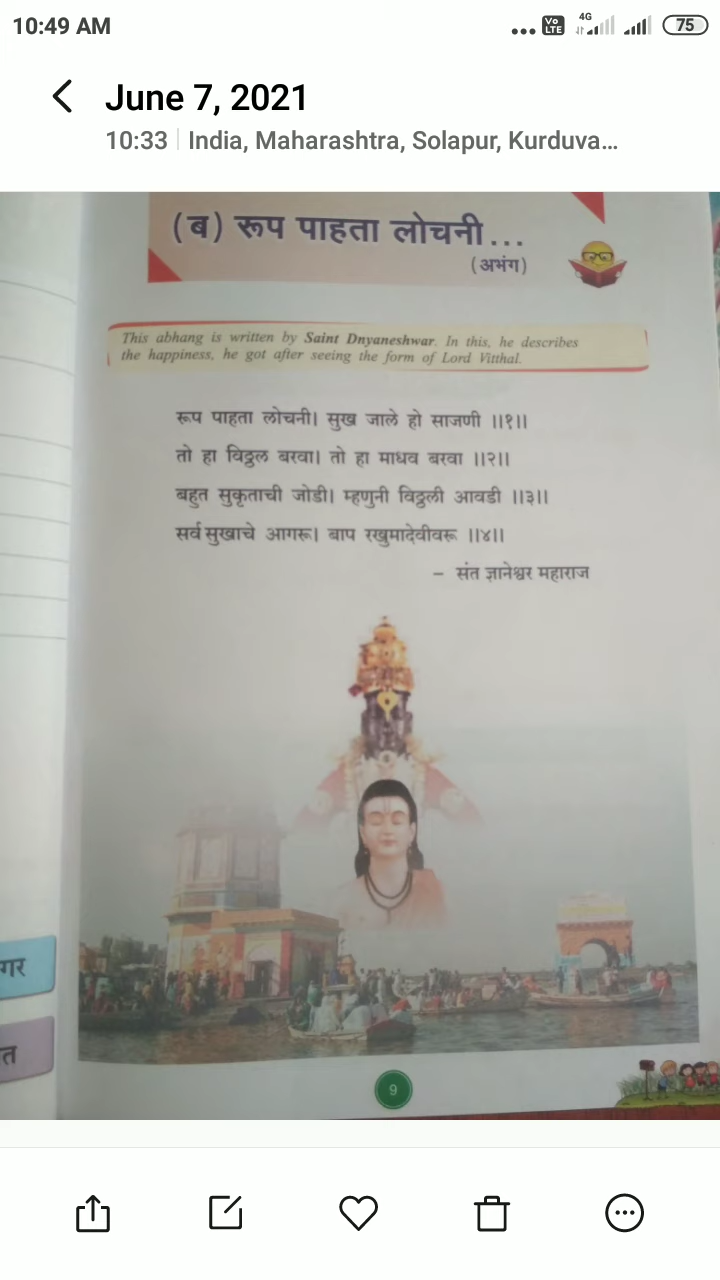 10:49 AM
Vo LTE 4G 75
June 7, 2021
10:33 India, Maharashtra, Solapur, Kurduva...
(ब) रूप पाहता लोचनी...
(अभंग)
This abhang is written by Saint Dnyaneshwar. In this, he describes
the happiness, he got after seeing the form of Lord Vitthal.
रूप पाहता लोचनी। सुख जाले हो साजणी ॥१॥
तो हा विठ्ठल बरवा। तो हा माधव बरवा ॥२॥
बहुत सुकृताची जोडी। म्हणुनी विठ्ठली आवडी ॥३॥
सर्व सुखाचे आगरू। बाप रखुमादेवीवरू ॥४॥
– संत ज्ञानेश्वर महाराज
गर
त
9